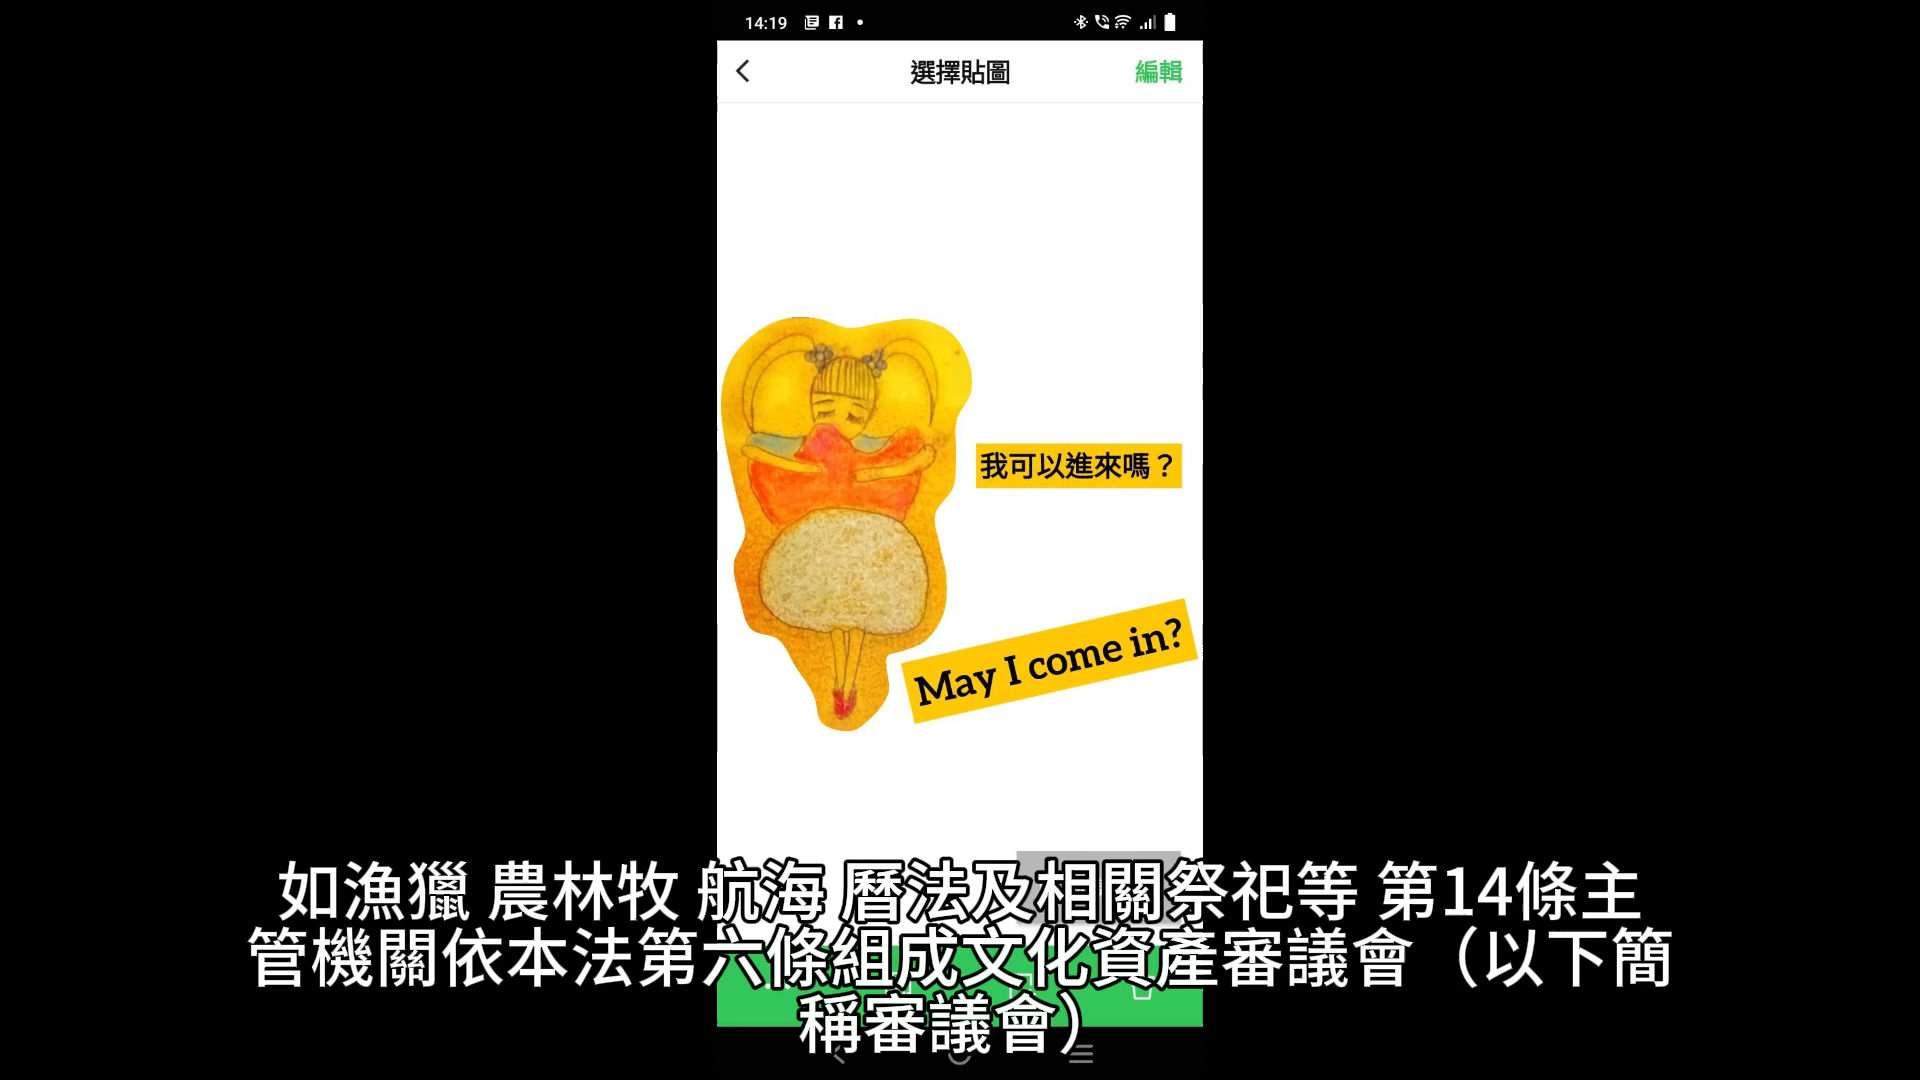 14:19
選擇貼圖
編輯
我可以進來嗎？
May I come in?
如漁獵 農林牧 航海 曆法及相關祭祀等 第14條主
管機關依本法第六條組成文化資產審議會（以下簡
稱審議會）